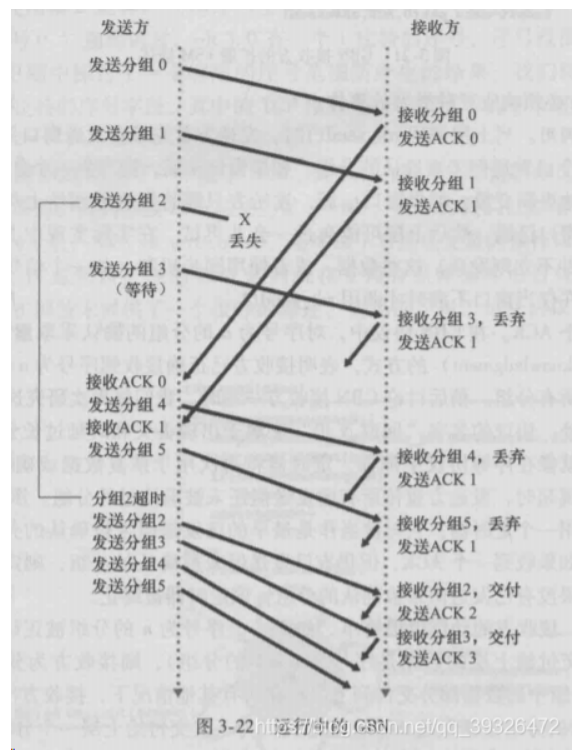 发送方
接收方
发送分组 0
接收分组 0
发送ACK 0
发送分组 1
接收分组 1
发送ACK 1
发送分组 2
X
丢失
发送分组 3
（等待）
接收分组 3，丢弃
发送ACK 1
接收ACK 0
发送分组 4
接收ACK 1
发送分组 5
接收分组 4，丢弃
发送ACK 1
分组2超时
发送分组2
发送分组3
发送分组4
发送分组5
接收分组5，丢弃
发送ACK 1
接收分组2，交付
发送ACK 2
接收分组3，交付
发送ACK 3
图 3-22 运行中的 GBN
https://blog.csdn.net/qq_39326472